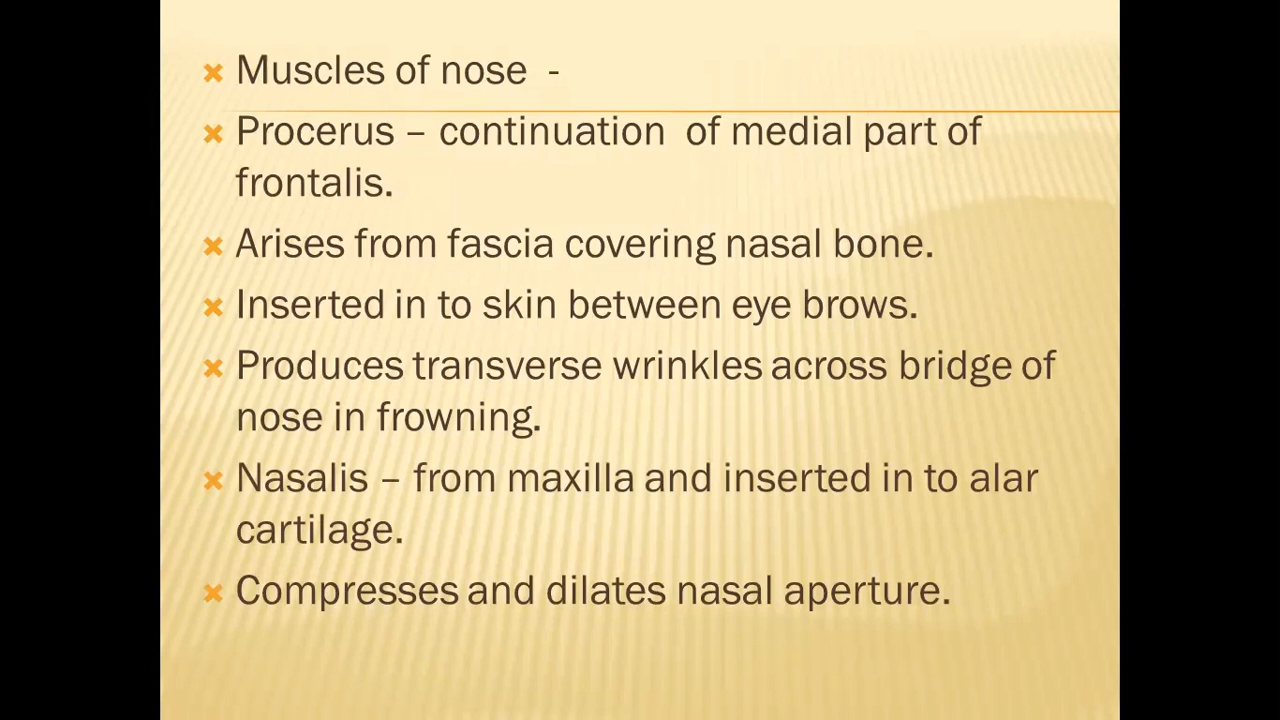 Muscles of nose -
Procerus – continuation of medial part of
frontalis.
Arises from fascia covering nasal bone.
Inserted in to skin between eye brows.
Produces transverse wrinkles across bridge of
nose in frowning.
Nasalis – from maxilla and inserted in to alar
cartilage.
Compresses and dilates nasal aperture.